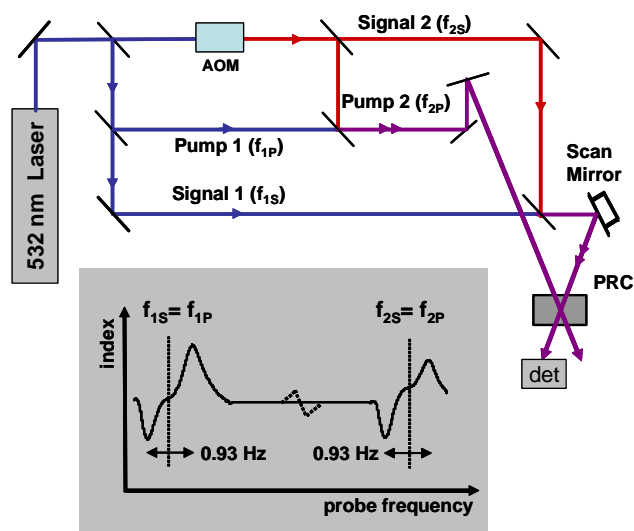 Signal 2 (f2S)
AOM
Pump 2 (f2P)
Pump 1 (f1P)
Scan
Mirror
Signal 1 (f1S)
532 nm Laser
PRC
det
f1S= f1P
f2S= f2P
index
0.93 Hz
0.93 Hz
probe frequency